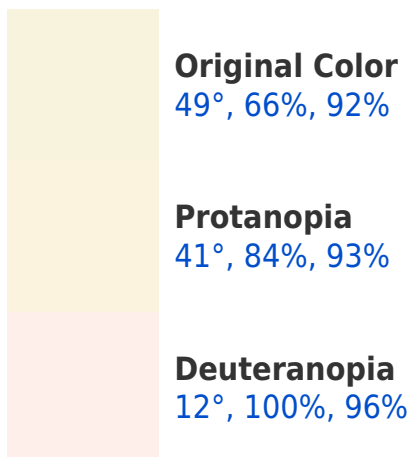 Original Color
49°, 66%, 92%
Protanopia
41°, 84%, 93%
Deuteranopia
12°, 100%, 96%